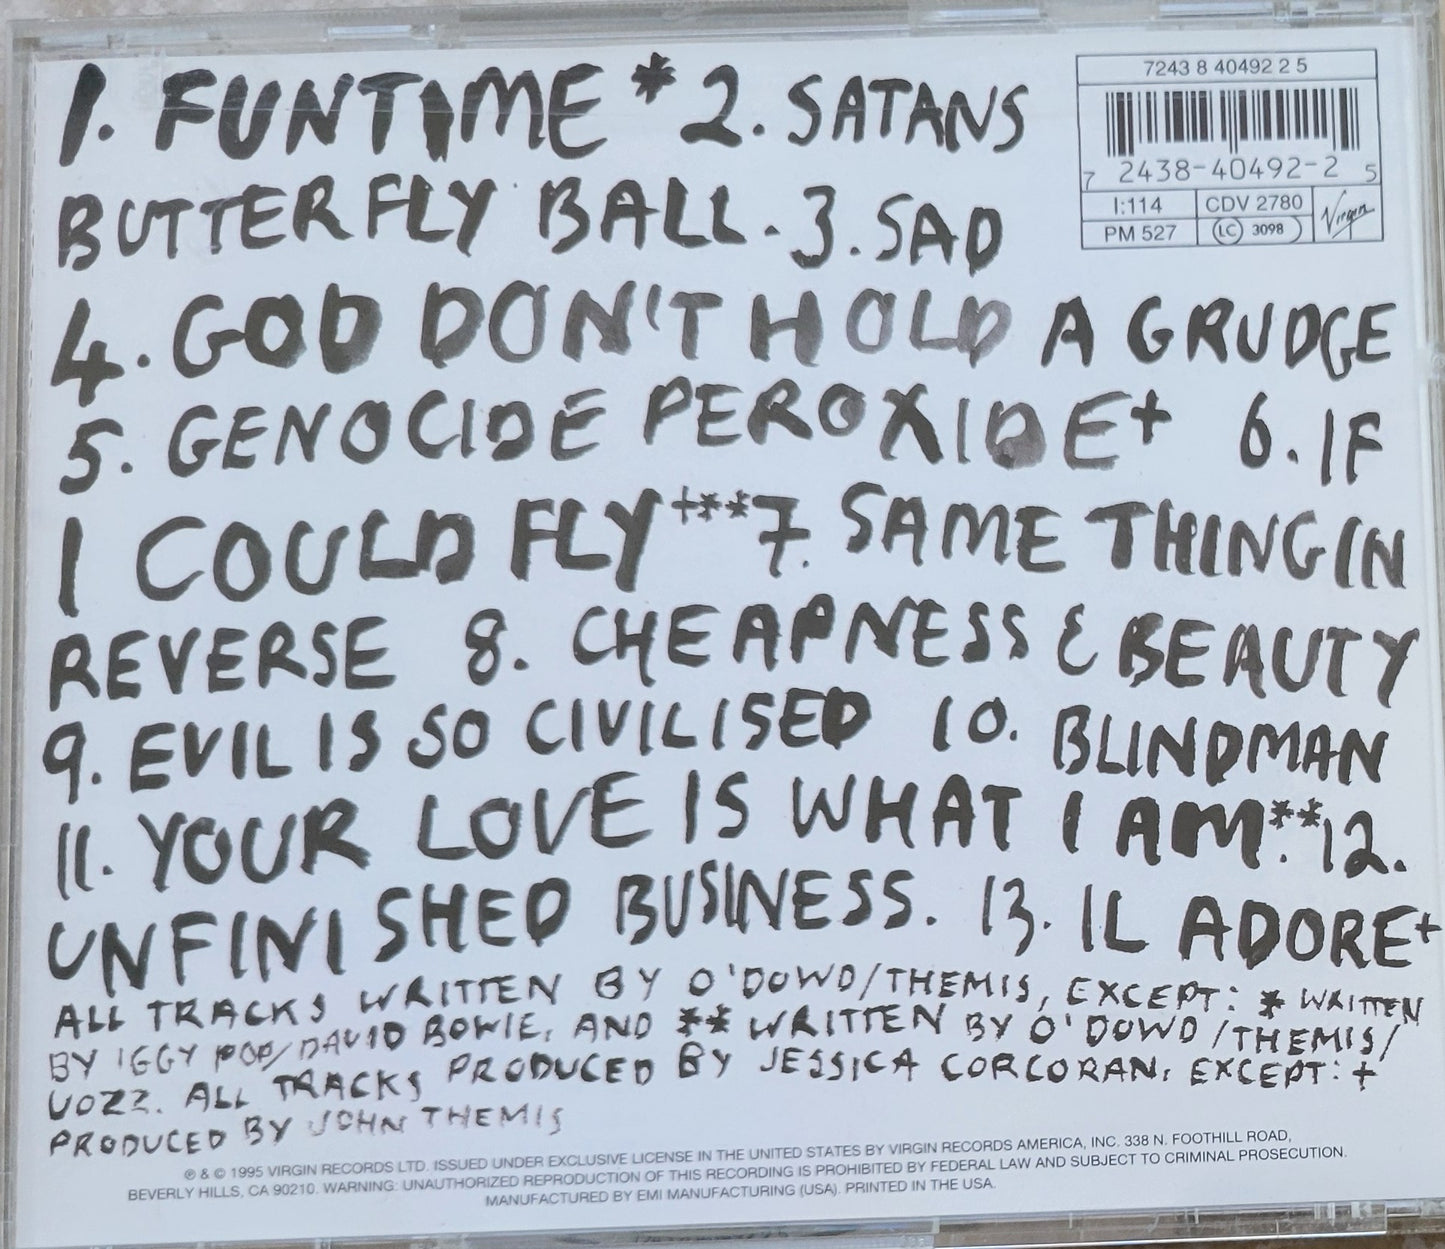 1. FUNTIME * 2. SATANS
BUTTERFLY BALL. 3. SAD
4. GOD DON'T HOLD A GRUDGE
5. GENOCIDE PEROXIDE+ 6. IF
I COULD FLY+** 7. SAME THING IN
REVERSE 8. CHEAPNESS & BEAUTY
9. EVIL IS SO CIVILISED 10. BLINDMAN
11. YOUR LOVE IS WHAT I AM.** 12.
UNFINISHED BUSINESS. 13. IL ADORE+
ALL TRACKS WRITTEN BY O'DOWD/THEMIS, EXCEPT: * WRITTEN
BY IGGY POP/DAVID BOWIE, AND ** WRITTEN BY O'DOWD/THEMIS/
VOZZ. ALL TRACKS PRODUCED BY JESSICA CORCORAN, EXCEPT: +
PRODUCED BY JOHN THEMIS
7243 8 40492 2 5
7 2438-40492-2 5
I:114 CDV 2780 Virgin
PM 527 LC 3098
℗ & © 1995 VIRGIN RECORDS LTD. ISSUED UNDER EXCLUSIVE LICENSE IN THE UNITED STATES BY VIRGIN RECORDS AMERICA, INC. 338 N. FOOTHILL ROAD,
BEVERLY HILLS, CA 90210. WARNING: UNAUTHORIZED REPRODUCTION OF THIS RECORDING IS PROHIBITED BY FEDERAL LAW AND SUBJECT TO CRIMINAL PROSECUTION.
MANUFACTURED BY EMI MANUFACTURING (USA). PRINTED IN THE USA.